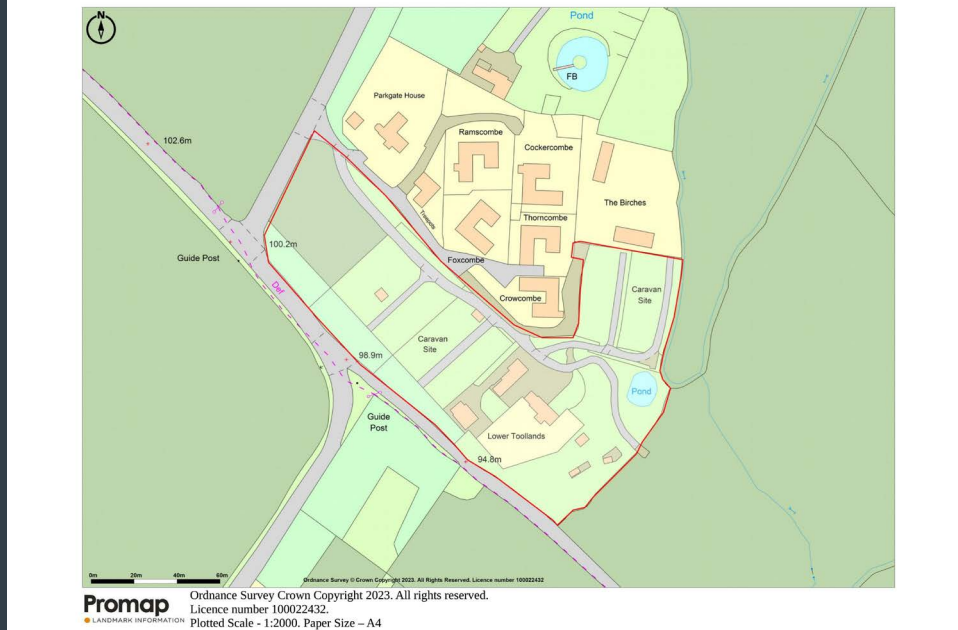 N
Pond
FB
Parkgate House
102.6m
Ramscombe
Cockercombe
The Birches
Thorncombe
100.2m
Guide Post
Foxcombe
Def
Crowcombe
Caravan
Site
Caravan
Site
98.9m
Pond
Guide
Post
Lower Toollands
94.8m
0m 20m 40m 60m
Ordnance Survey © Crown Copyright 2023. All Rights Reserved. Licence number 100022432
Promap
LANDMARK INFORMATION
Ordnance Survey Crown Copyright 2023. All rights reserved.
Licence number 100022432.
Plotted Scale - 1:2000. Paper Size – A4